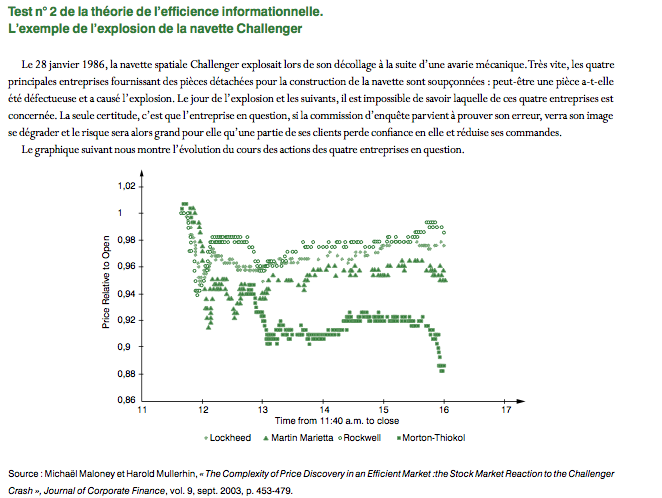 Test n° 2 de la théorie de l'efficience informationnelle.
L'exemple de l'explosion de la navette Challenger
Le 28 janvier 1986, la navette spatiale Challenger explosait lors de son décollage à la suite d'une avarie mécanique. Très vite, les quatre
principales entreprises fournissant des pièces détachées pour la construction de la navette sont soupçonnées : peut-être une pièce a-t-elle
été défectueuse et a causé l'explosion. Le jour de l'explosion et les suivants, il est impossible de savoir laquelle de ces quatre entreprises est
concernée. La seule certitude, c'est que l'entreprise en question, si la commission d'enquête parvient à prouver son erreur, verra son image
se dégrader et le risque sera alors grand pour elle qu'une partie de ses clients perde confiance en elle et réduise ses commandes.
Le graphique suivant nous montre l'évolution du cours des actions des quatre entreprises en question.
Price Relative to Open
1,02
1
0,98
0,96
0,94
0,92
0,9
0,88
0,86
11 12 13 14 15 16 17
Time from 11:40 a.m. to close
Lockheed Martin Marietta Rockwell Morton-Thiokol
Source : Michaël Maloney et Harold Mullerhin, « The Complexity of Price Discovery in an Efficient Market :the Stock Market Reaction to the Challenger
Crash », Journal of Corporate Finance, vol. 9, sept. 2003, p. 453-479.